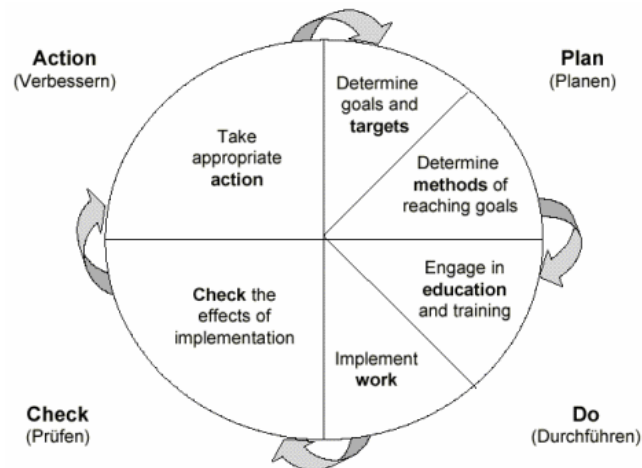 Action
(Verbessern)
Plan
(Planen)
Determine
goals and
targets
Determine
methods of
reaching goals
Engage in
education
and training
Implement
work
Check the
effects of
implementation
Take
appropriate
action
Check
(Prüfen)
Do
(Durchführen)